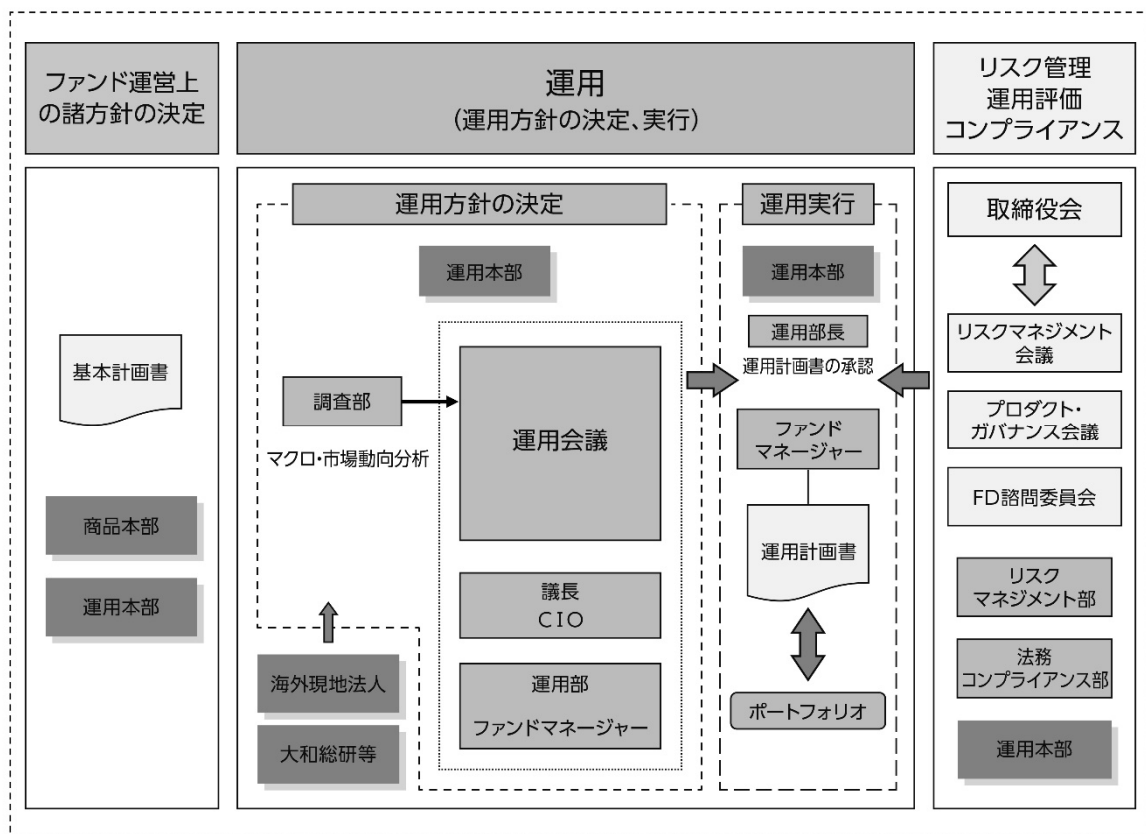 ファンド運営上
の諸方針の決定
基本計画書
商品本部
運用本部
運用
(運用方針の決定、実行)
運用方針の決定
運用本部
調査部
マクロ・市場動向分析
運用会議
議長
CIO
運用部
ファンドマネージャー
海外現地法人
大和総研等
運用実行
運用本部
運用部長
運用計画書の承認
ファンド
マネージャー
運用計画書
ポートフォリオ
リスク管理
運用評価
コンプライアンス
取締役会
リスクマネジメント
会議
プロダクト・
ガバナンス会議
FD諮問委員会
リスク
マネジメント部
法務
コンプライアンス部
運用本部